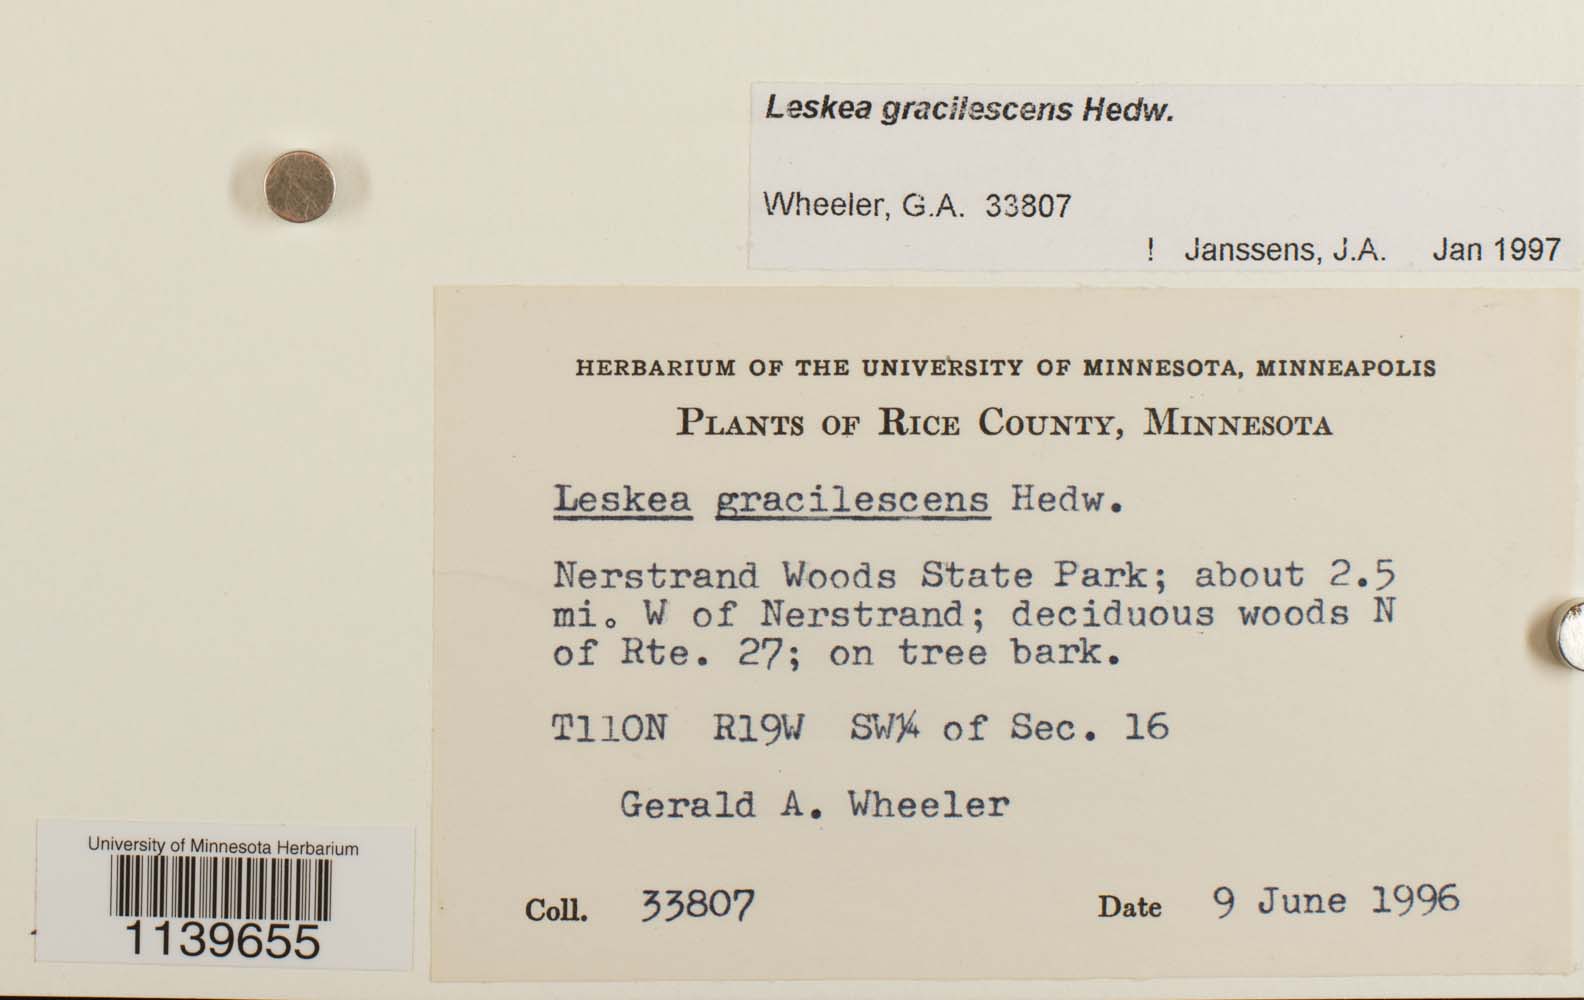 Leskea gracilescens Hedw.
Wheeler, G.A. 33807
! Janssens, J.A. Jan 1997
HERBARIUM OF THE UNIVERSITY OF MINNESOTA, MINNEAPOLIS
PLANTS OF RICE COUNTY, MINNESOTA
Leskea gracilescens Hedw.
Nerstrand Woods State Park; about 2.5
mi. W of Nerstrand; deciduous woods N
of Rte. 27; on tree bark.
T110N R19W SW¼ of Sec. 16
Gerald A. Wheeler
Coll. 33807 Date 9 June 1996
University of Minnesota Herbarium
1139655